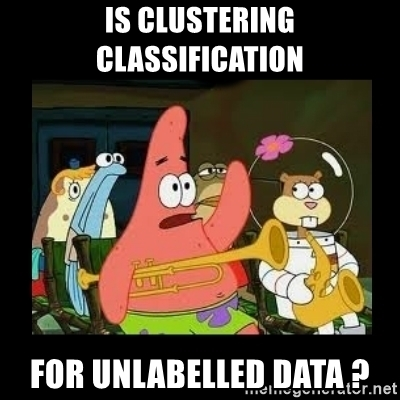 IS CLUSTERING
CLASSIFICATION
FOR UNLABELLED DATA ?
memegenerator.net